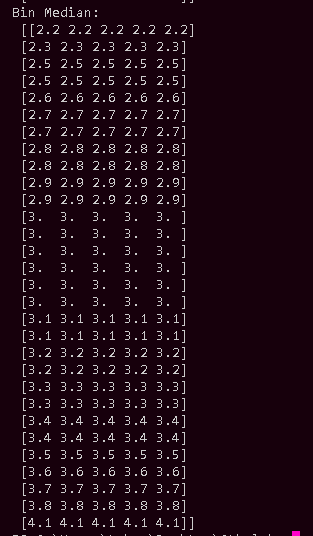 Bin Median:
[[2.2 2.2 2.2 2.2 2.2]
[2.3 2.3 2.3 2.3 2.3]
[2.5 2.5 2.5 2.5 2.5]
[2.5 2.5 2.5 2.5 2.5]
[2.6 2.6 2.6 2.6 2.6]
[2.7 2.7 2.7 2.7 2.7]
[2.7 2.7 2.7 2.7 2.7]
[2.8 2.8 2.8 2.8 2.8]
[2.8 2.8 2.8 2.8 2.8]
[2.9 2.9 2.9 2.9 2.9]
[2.9 2.9 2.9 2.9 2.9]
[3.  3.  3.  3.  3. ]
[3.  3.  3.  3.  3. ]
[3.  3.  3.  3.  3. ]
[3.  3.  3.  3.  3. ]
[3.  3.  3.  3.  3. ]
[3.  3.  3.  3.  3. ]
[3.1 3.1 3.1 3.1 3.1]
[3.1 3.1 3.1 3.1 3.1]
[3.2 3.2 3.2 3.2 3.2]
[3.2 3.2 3.2 3.2 3.2]
[3.3 3.3 3.3 3.3 3.3]
[3.3 3.3 3.3 3.3 3.3]
[3.4 3.4 3.4 3.4 3.4]
[3.4 3.4 3.4 3.4 3.4]
[3.5 3.5 3.5 3.5 3.5]
[3.6 3.6 3.6 3.6 3.6]
[3.7 3.7 3.7 3.7 3.7]
[3.8 3.8 3.8 3.8 3.8]
[4.1 4.1 4.1 4.1 4.1]]